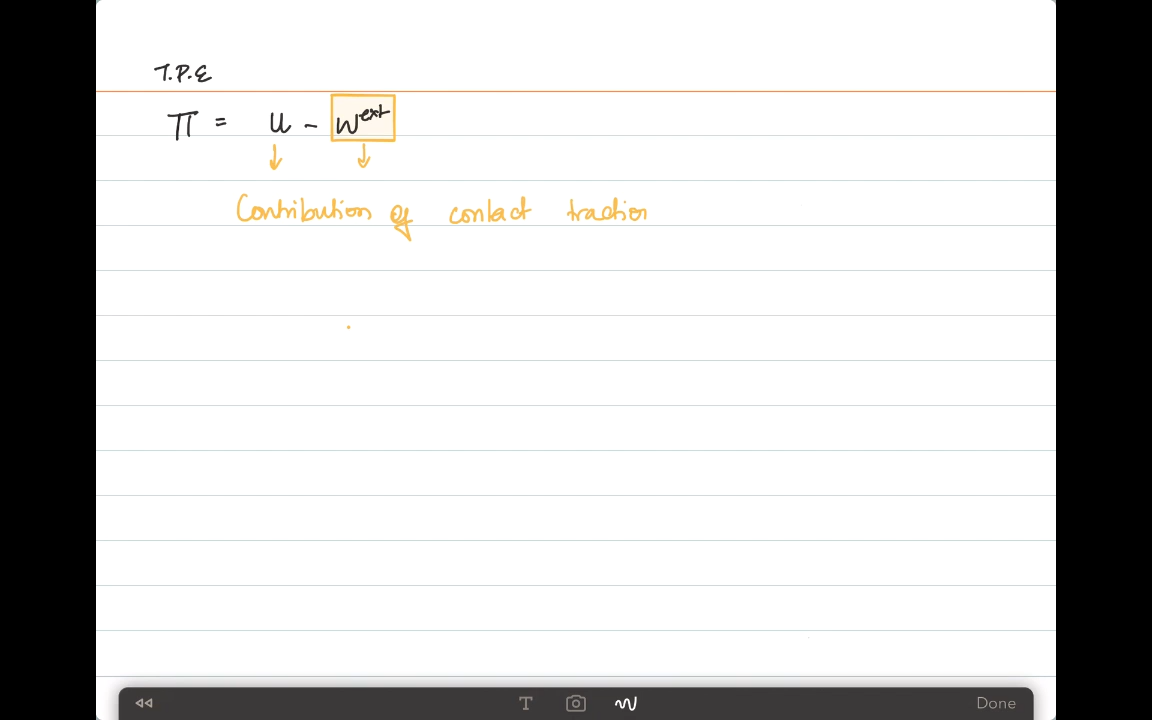 T.P.E
Π = U - W^ext
Contribution of contact traction
T Done